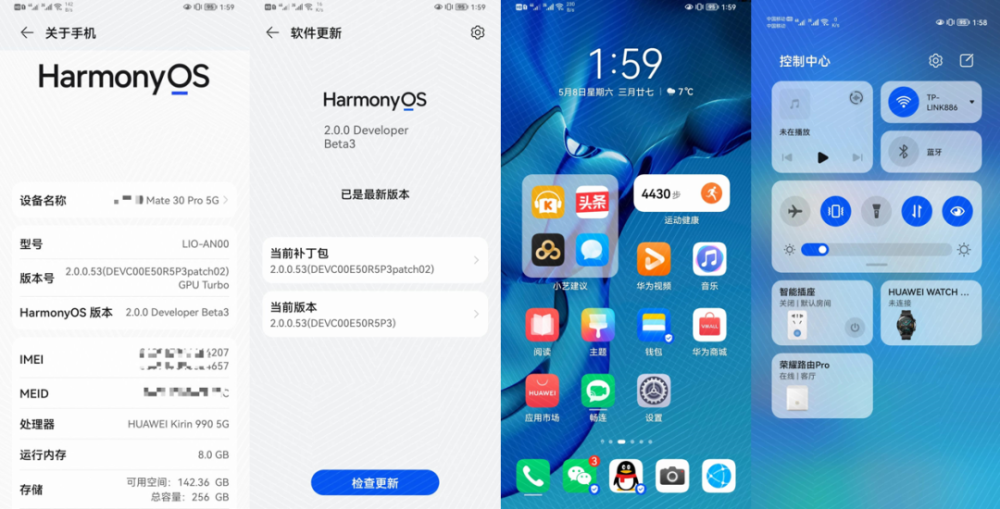 1:59
关于手机
HarmonyOS
设备名称
Mate 30 Pro 5G
型号
LIO-AN00
版本号
2.0.0.53(DEVC00E50R5P3patch02)
GPU Turbo
HarmonyOS 版本
2.0.0 Developer Beta3
IMEI
207
657
MEID
处理器
HUAWEI Kirin 990 5G
运行内存
8.0 GB
存储
可用空间: 142.36 GB
总容量: 256 GB
1:59
软件更新
HarmonyOS
2.0.0 Developer
Beta3
已是最新版本
当前补丁包
2.0.0.53(DEVC00E50R5P3patch02)
当前版本
2.0.0.53(DEVC00E50R5P3)
检查更新
1:59
1:59
5月8日星期六 三月廿七 7℃
K
头条
小艺建议
4430 步
运动健康
华为视频
音乐
阅读
主题
钱包
VMALL
华为商城
HUAWEI
应用市场
畅连
设置
3
中国移动
中国移动
1:58
控制中心
未在播放
TP-
LINK886
蓝牙
智能插座
关闭 | 默认房间
HUAWEI WATCH ...
未连接
荣耀路由Pro
在线 | 客厅